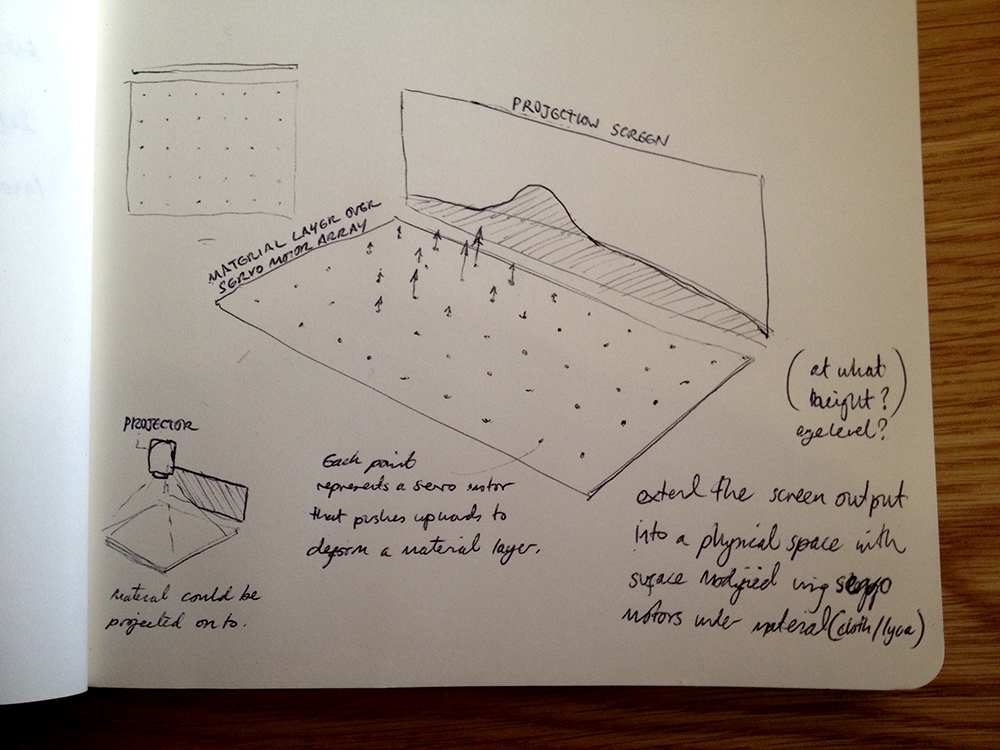 PROJECTION SCREEN
MATERIAL LAYER OVER
SERVO MOTOR ARRAY
(at what
height?)
eyelevel?
PROJECTOR
Each point
represents a servo motor
that pushes upwards to
deform a material layer.
extend the screen output
into a physical space with
surface modified using servo
motors under material (cloth/lycra)
Material could be
projected on to.